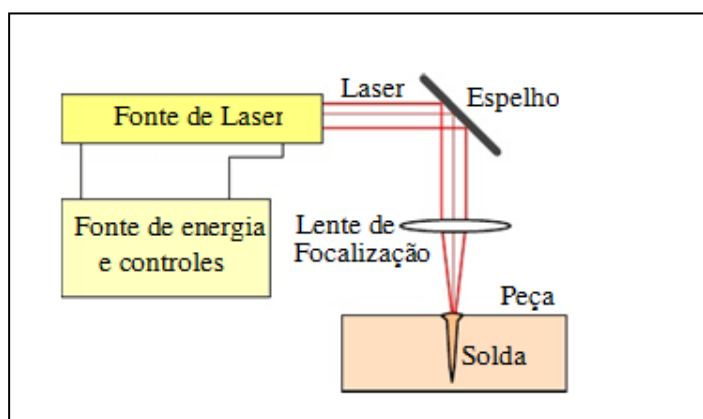 Laser
Espelho
Fonte de Laser
Fonte de energia
e controles
Lente de
Focalização
Peça
Solda